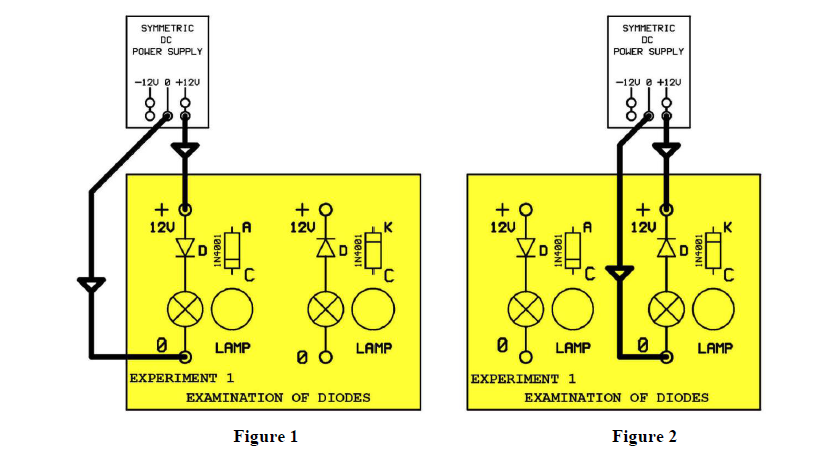 SYMMETRIC
DC
POWER SUPPLY
-12V 0 +12V
+
12V
D
1N4001
A
C
0
LAMP
+
12V
D
1N4001
K
C
0
LAMP
EXPERIMENT 1
EXAMINATION OF DIODES
Figure 1
SYMMETRIC
DC
POWER SUPPLY
-12V 0 +12V
+
12V
D
1N4001
A
C
0
LAMP
+
12V
D
1N4001
K
C
0
LAMP
EXPERIMENT 1
EXAMINATION OF DIODES
Figure 2